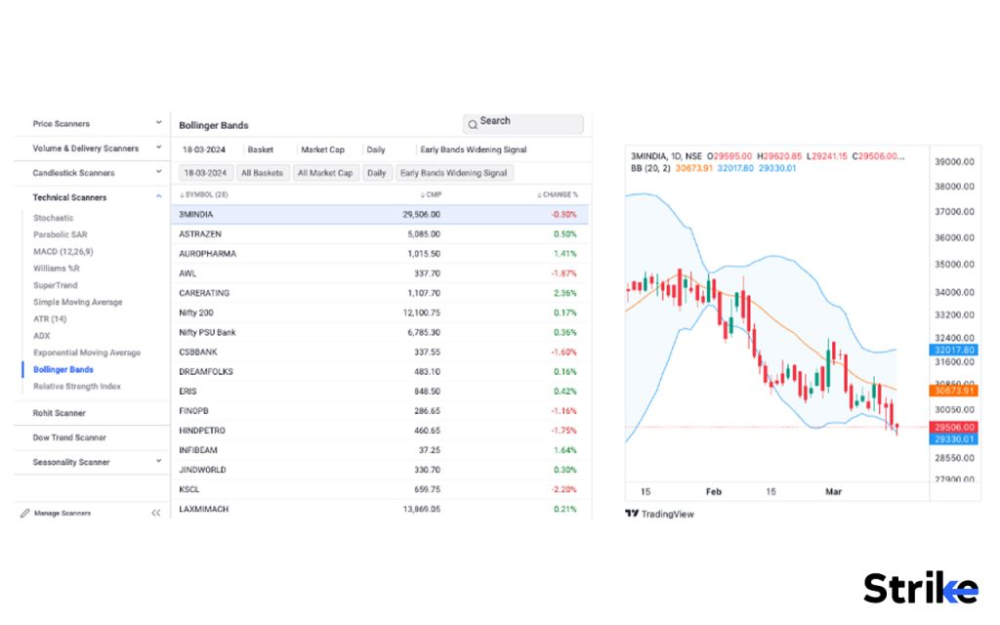 Price Scanners
Volume & Delivery Scanners
Candlestick Scanners
Technical Scanners
Stochastic
Parabolic SAR
MACD (12,26,9)
Williams %R
SuperTrend
Simple Moving Average
ATR (14)
ADX
Exponential Moving Average
Bollinger Bands
Relative Strength Index
Rohit Scanner
Dow Trend Scanner
Seasonality Scanner
Manage Scanners
Bollinger Bands
Search
18-03-2024 Basket Market Cap Daily Early Bands Widening Signal
18-03-2024 All Baskets All Market Cap Daily Early Bands Widening Signal
SYMBOL (28) CMP CHANGE %
3MINDIA 29,506.00 -0.30%
ASTRAZEN 5,085.00 0.50%
AUROPHARMA 1,015.50 1.41%
AWL 337.70 -1.87%
CARERATING 1,107.70 2.36%
Nifty 200 12,100.75 0.17%
Nifty PSU Bank 6,785.30 0.36%
CSBBANK 337.55 -1.60%
DREAMFOLKS 483.10 0.16%
ERIS 848.50 0.42%
FINOPB 286.65 -1.16%
HINDPETRO 460.65 -1.75%
INFIBEAM 37.25 1.64%
JINDWORLD 330.70 0.30%
KSCL 659.75 -2.20%
LAXMIMACH 13,869.05 0.21%
3MINDIA, 1D, NSE O29595.00 H29620.85 L29241.15 C29506.00...
BB (20, 2) 30673.91 32017.80 29330.01
39000.00
38000.00
37000.00
36000.00
35000.00
34000.00
33200.00
32400.00
32017.80
31600.00
30850.00
30673.91
30050.00
29506.00
29330.01
28550.00
27900.00
15 Feb 15 Mar
TradingView
Strike